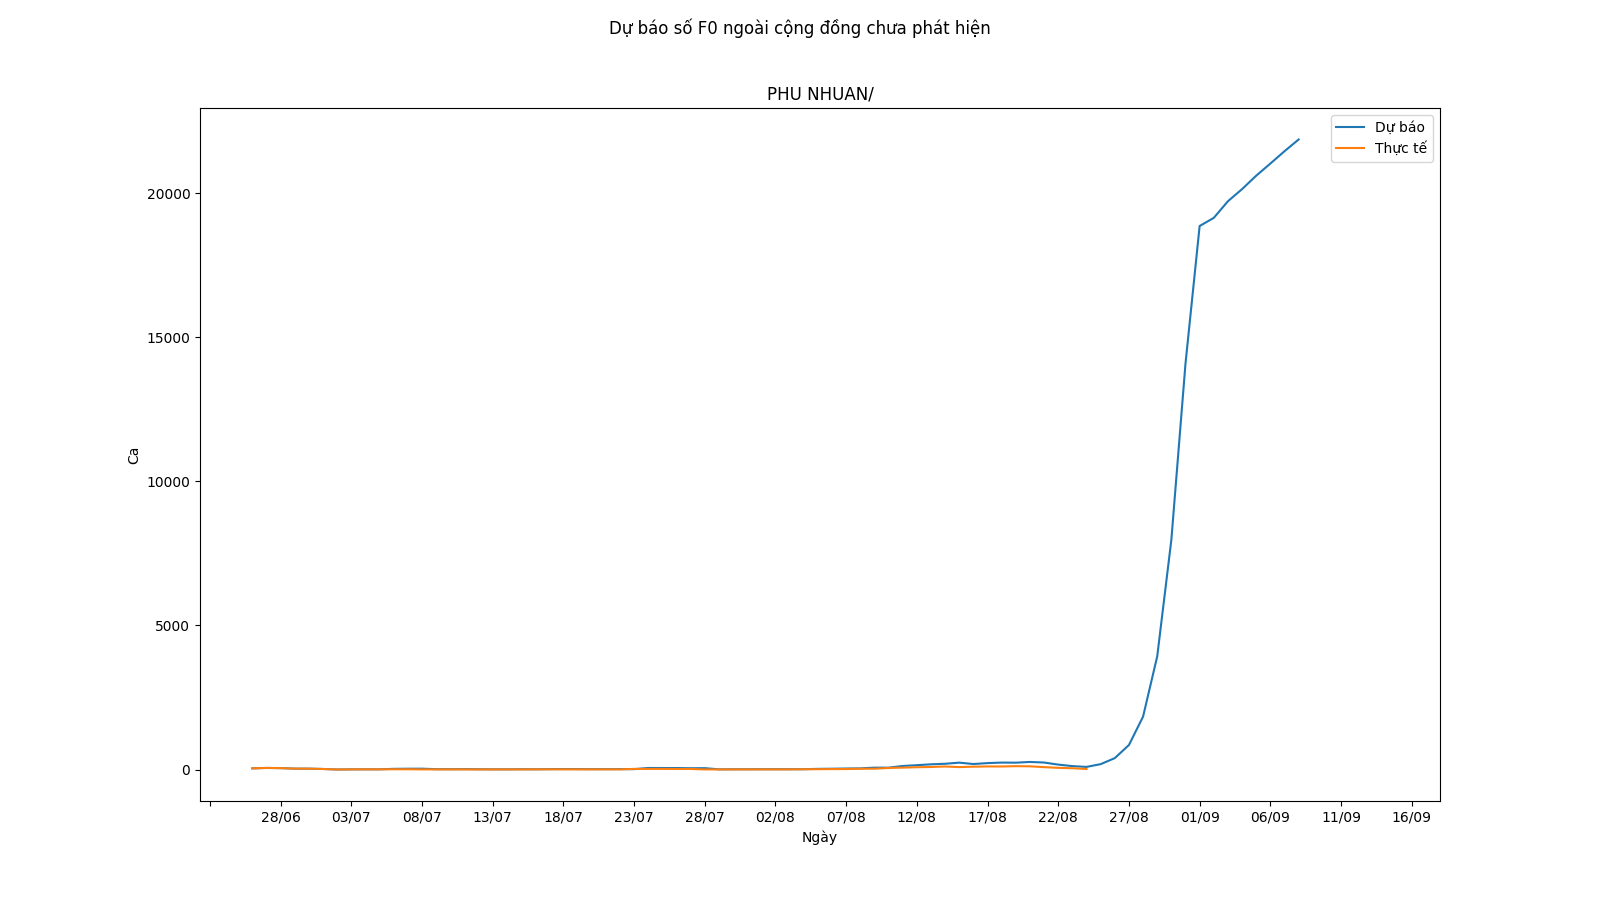 Dự báo số F0 ngoài cộng đồng chưa phát hiện
PHU NHUAN/
Dự báo
Thực tế
20000
15000
10000
5000
0
Ca
28/06 03/07 08/07 13/07 18/07 23/07 28/07 02/08 07/08 12/08 17/08 22/08 27/08 01/09 06/09 11/09 16/09
Ngày